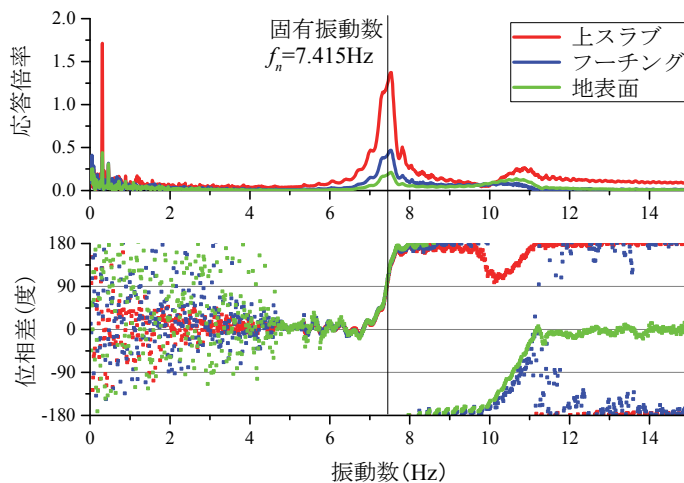 固有振動数
fn=7.415Hz
上スラブ
フーチング
地表面
応答倍率
2.0
1.5
1.0
0.5
0.0
0 2 4 6 8 10 12 14
位相差(度)
180
90
0
-90
-180
0 2 4 6 8 10 12 14
振動数(Hz)